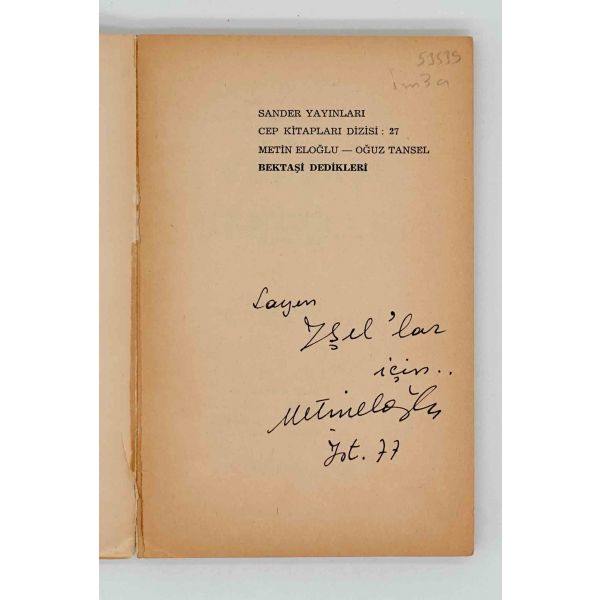 53535
İmza
SANDER YAYINLARI
CEP KİTAPLARI DİZİSİ : 27
METİN ELOĞLU — OĞUZ TANSEL
BEKTAŞİ DEDİKLERİ
Sayın
Işıl'lar
için..
Metineloğlu
İst. 77